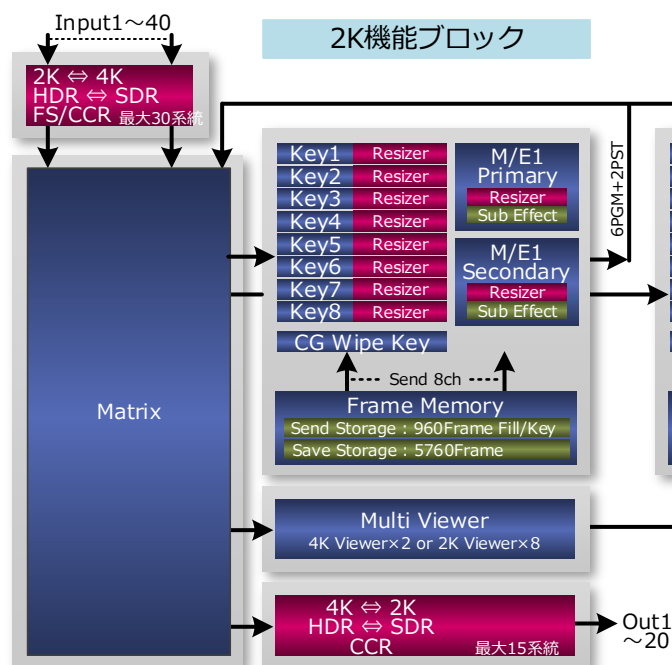 Input1～40
2K機能ブロック
2K ⇔ 4K
HDR ⇔ SDR
FS/CCR 最大30系統
Matrix
Key1 Resizer
Key2 Resizer
Key3 Resizer
Key4 Resizer
Key5 Resizer
Key6 Resizer
Key7 Resizer
Key8 Resizer
CG Wipe Key
M/E1
Primary
Resizer
Sub Effect
M/E1
Secondary
Resizer
Sub Effect
6PGM+2PST
Send 8ch
Frame Memory
Send Storage : 960Frame Fill/Key
Save Storage : 5760Frame
Multi Viewer
4K Viewer×2 or 2K Viewer×8
4K ⇔ 2K
HDR ⇔ SDR
CCR 最大15系統
Out1
～20